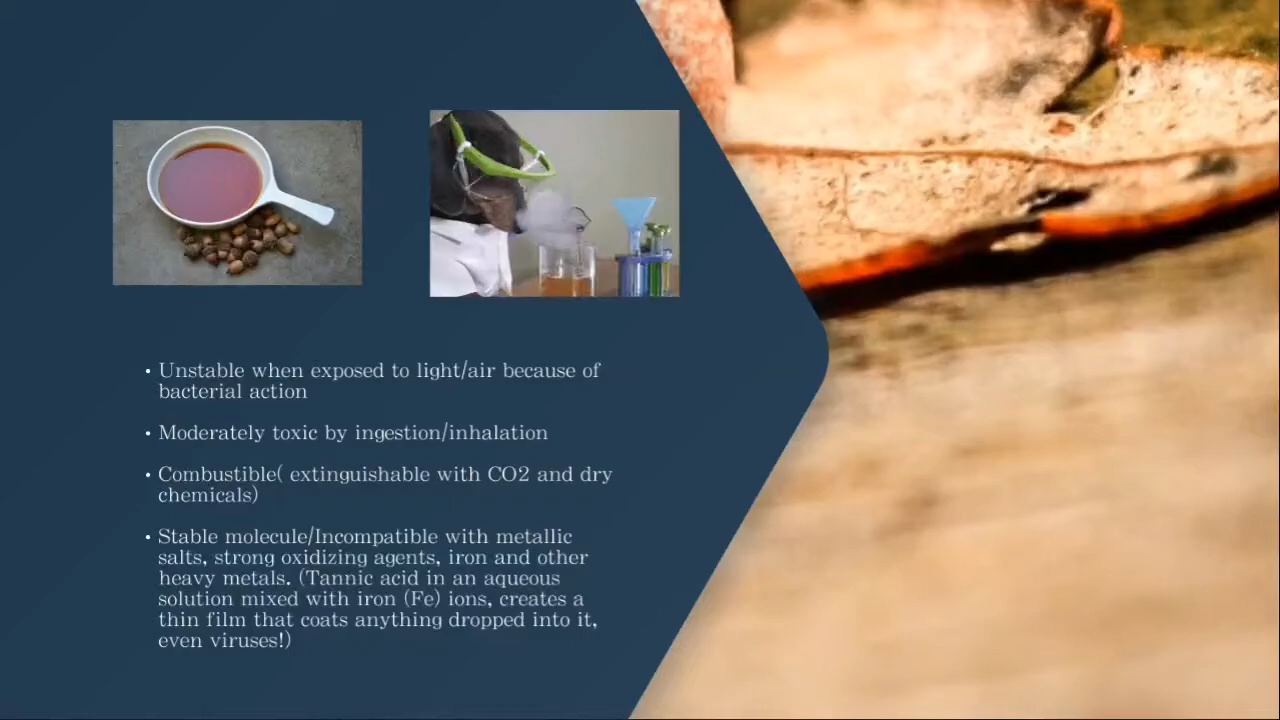 • Unstable when exposed to light/air because of
bacterial action
• Moderately toxic by ingestion/inhalation
• Combustible( extinguishable with CO2 and dry
chemicals)
• Stable molecule/Incompatible with metallic
salts, strong oxidizing agents, iron and other
heavy metals. (Tannic acid in an aqueous
solution mixed with iron (Fe) ions, creates a
thin film that coats anything dropped into it,
even viruses!)